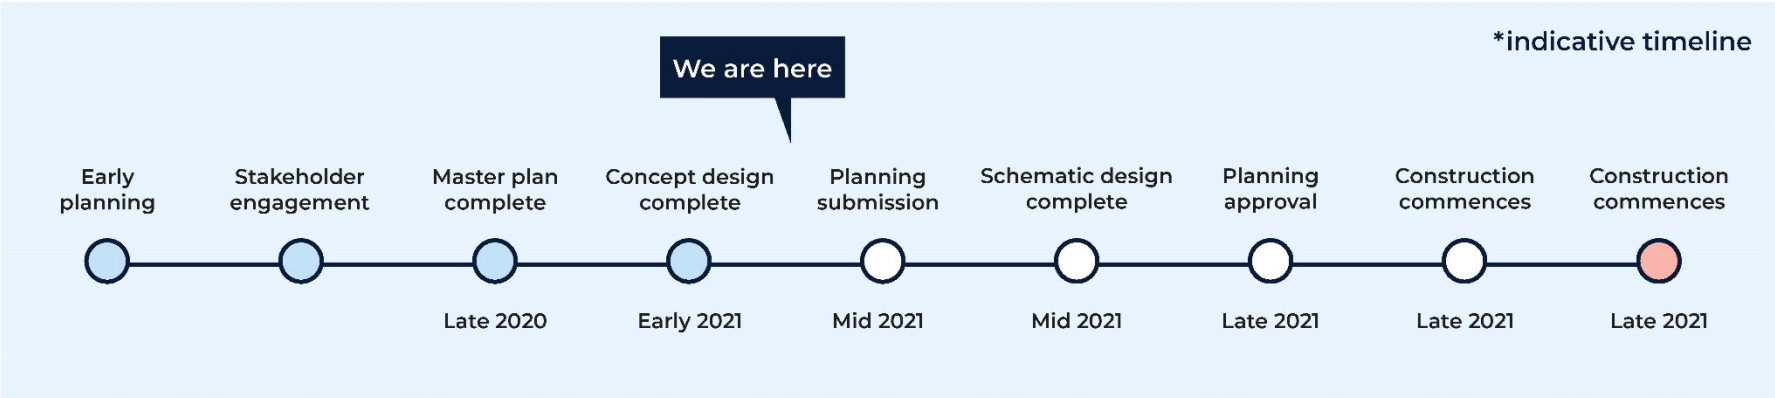 *indicative timeline
We are here
Early
planning
Stakeholder
engagement
Master plan
complete
Concept design
complete
Planning
submission
Schematic design
complete
Planning
approval
Construction
commences
Construction
commences
Late 2020
Early 2021
Mid 2021
Mid 2021
Late 2021
Late 2021
Late 2021